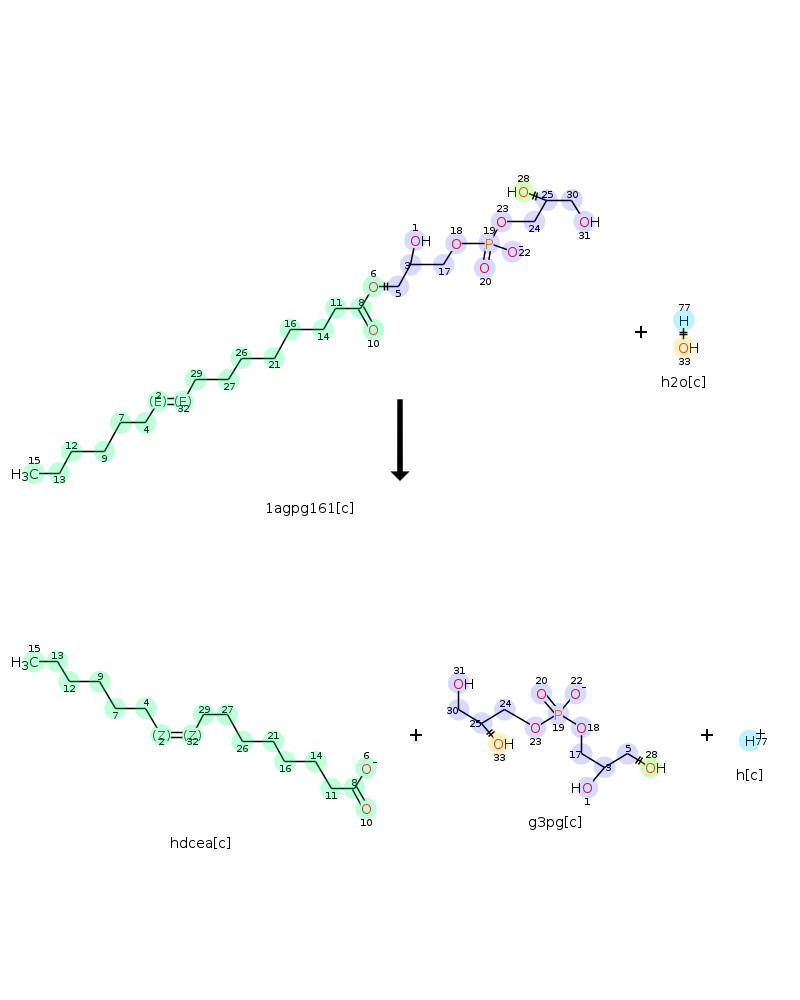 28
HO
25
30
23
OH
1
18
19
O
24
31
OH
O
P
O
-
22
3
6
17
O
20
O
5
11
8
77
16
O
H
14
10
+
26
OH
21
33
29
h2o[c]
27
2
(E)
(E)
32
7
4
12
15
9
H3C
13
1agpg161[c]
15
13
31
H3C
OH
20
22
9
O
O
-
12
4
24
30
P
7
29
27
25
19
O
18
+
O
+
(Z)
(Z)
23
+
H
77
2
32
26
21
OH
17
5
28
6
33
14
O
-
3
OH
16
8
h[c]
HO
11
1
O
10
g3pg[c]
hdcea[c]